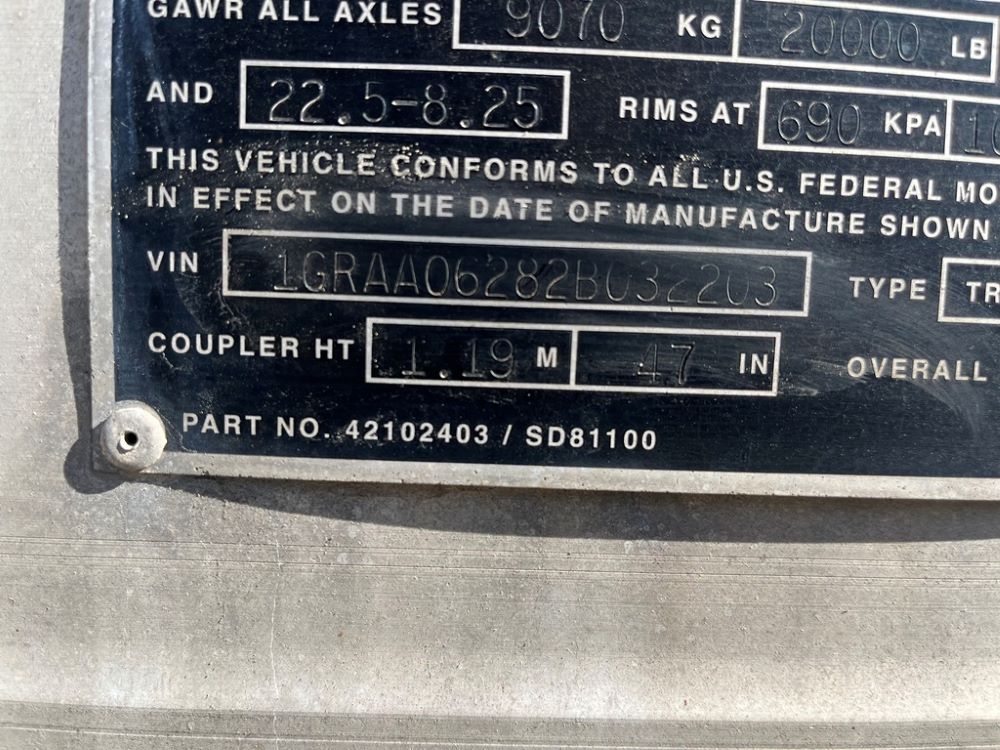 GAWR ALL AXLES 9070 KG 20000 LB
AND 22.5-8.25 RIMS AT 690 KPA
THIS VEHICLE CONFORMS TO ALL U.S. FEDERAL MO
IN EFFECT ON THE DATE OF MANUFACTURE SHOWN
VIN 1GRAA06282B032203 TYPE TR
COUPLER HT 1.19 M 47 IN OVERALL
PART NO. 42102403 / SD81100